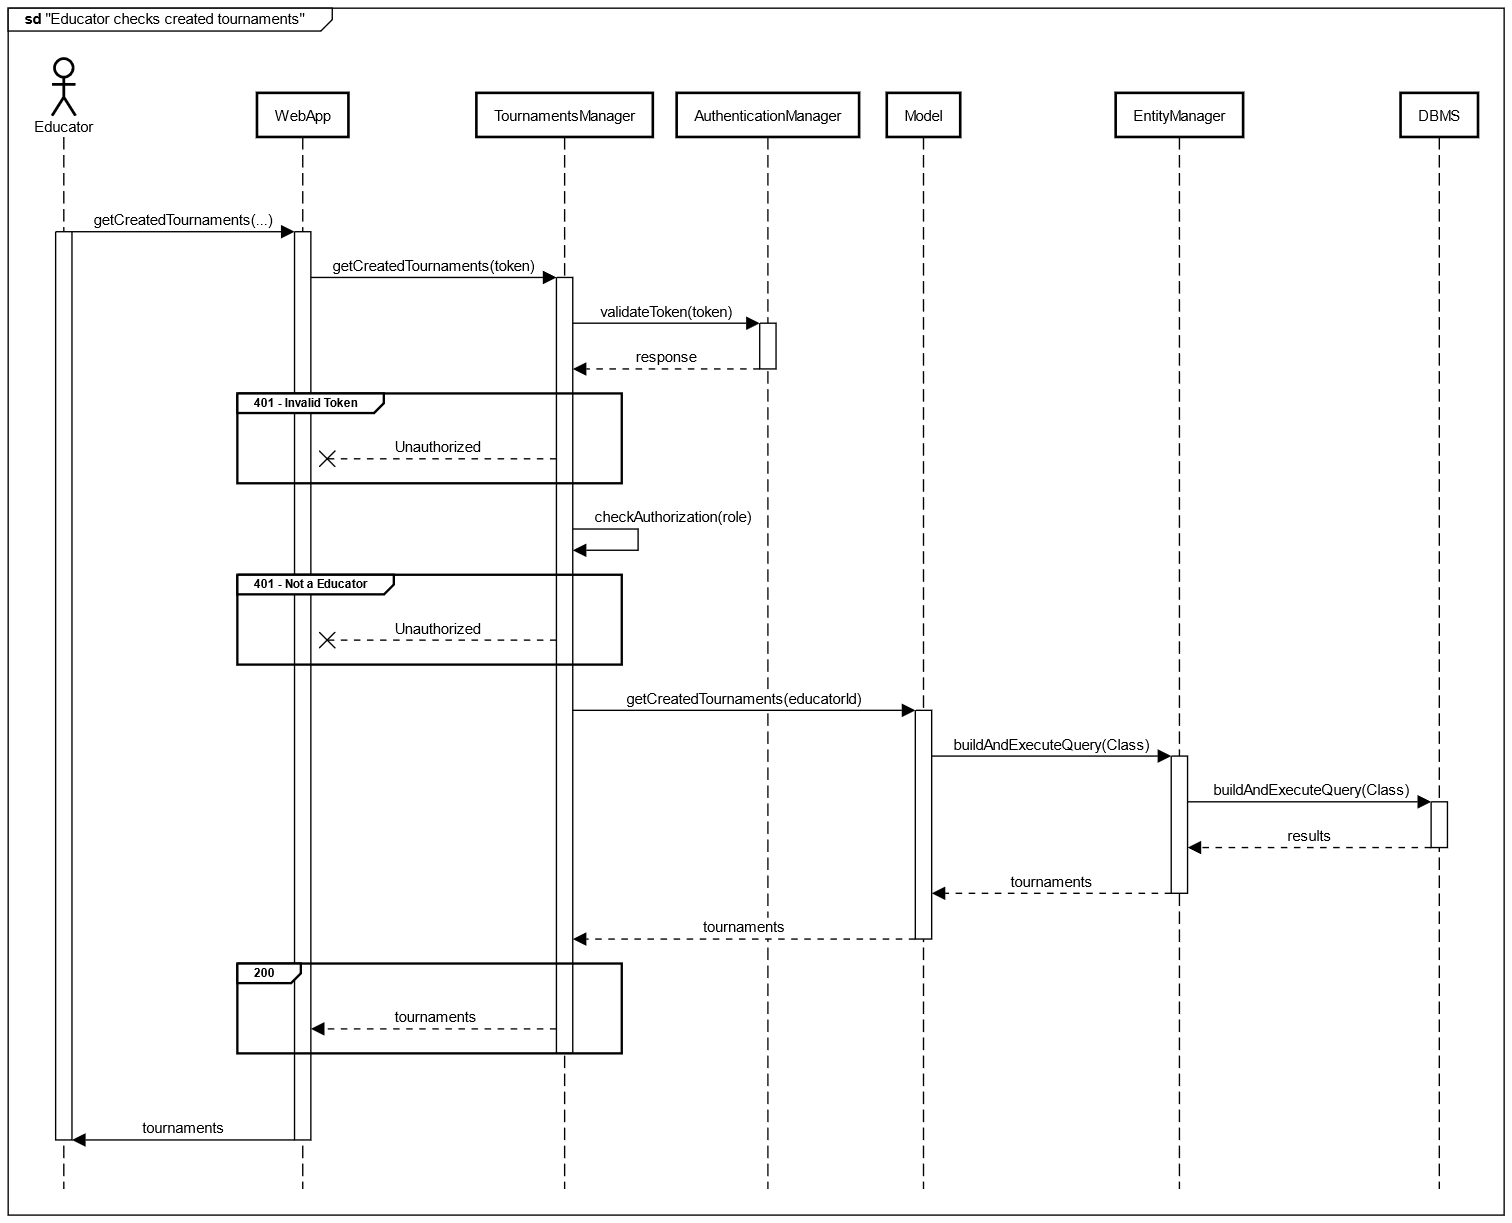 sd "Educator checks created tournaments"
Educator
WebApp
TournamentsManager
AuthenticationManager
Model
EntityManager
DBMS
getCreatedTournaments(...)
getCreatedTournaments(token)
validateToken(token)
response
401 - Invalid Token
Unauthorized
checkAuthorization(role)
401 - Not a Educator
Unauthorized
getCreatedTournaments(educatorId)
buildAndExecuteQuery(Class)
buildAndExecuteQuery(Class)
results
tournaments
tournaments
200
tournaments
tournaments